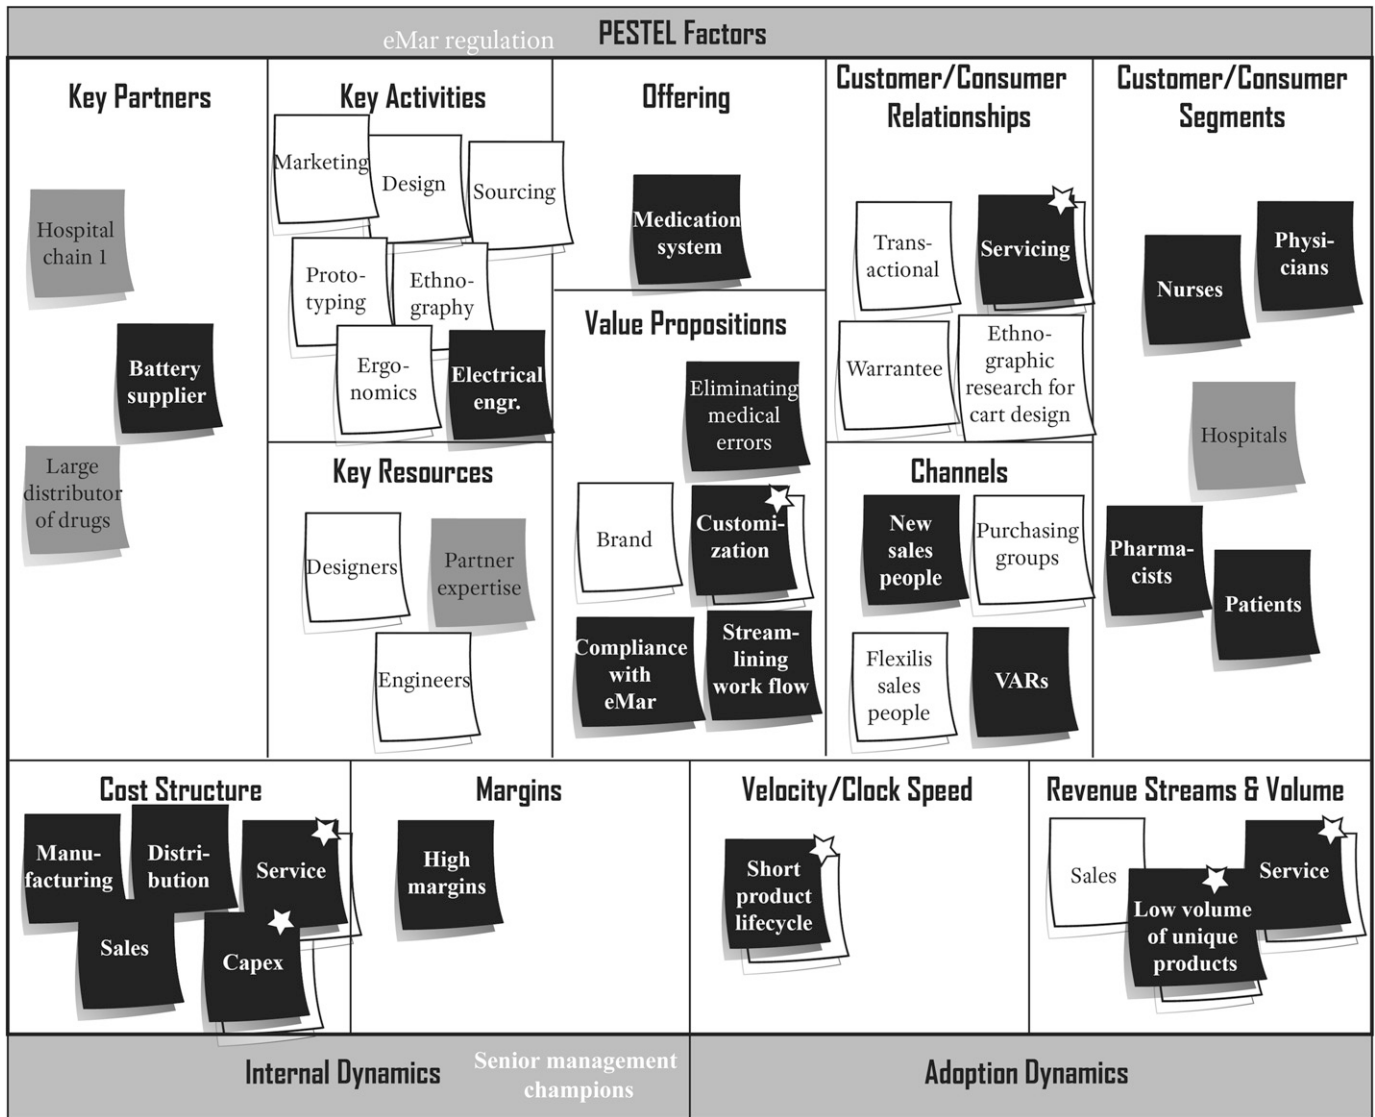 eMar regulation
PESTEL Factors
Key Partners
Hospital
chain 1
Battery
supplier
Large
distributor
of drugs
Key Activities
Marketing
Design
Sourcing
Proto-
typing
Ethno-
graphy
Ergo-
nomics
Electrical
engr.
Key Resources
Designers
Partner
expertise
Engineers
Offering
Medication
system
Value Propositions
Eliminating
medical
errors
Brand
Customi-
zation
Compliance
with
eMar
Stream-
lining
work flow
Customer/Consumer
Relationships
Trans-
actional
Servicing
Warrantee
Ethno-
graphic
research for
cart design
Channels
New
sales
people
Purchasing
groups
Flexilis
sales
people
VARs
Customer/Consumer
Segments
Nurses
Physi-
cians
Hospitals
Pharma-
cists
Patients
Cost Structure
Manu-
facturing
Distri-
bution
Service
Sales
Capex
Margins
High
margins
Velocity/Clock Speed
Short
product
lifecycle
Revenue Streams & Volume
Sales
Low volume
of unique
products
Service
Internal Dynamics
Senior management
champions
Adoption Dynamics